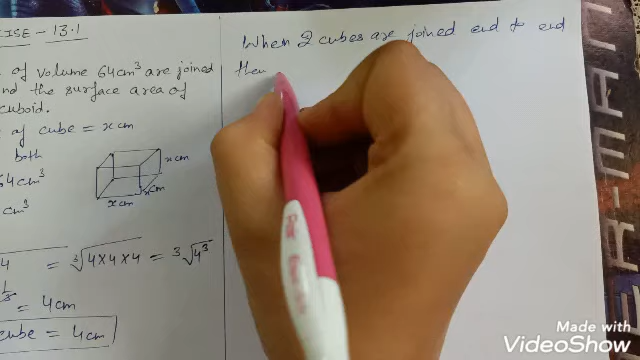 CISE - 13.1
of volume 64cm³ are joined
nd the surface area of
cuboid.
of cube = x cm
both
64cm³
cm³
x cm
x cm
x cm
4 = ∛4×4×4 = ³√4³
= 4cm
cube = 4cm
When 2 cubes are joined end to end
then
Made with
VideoShow